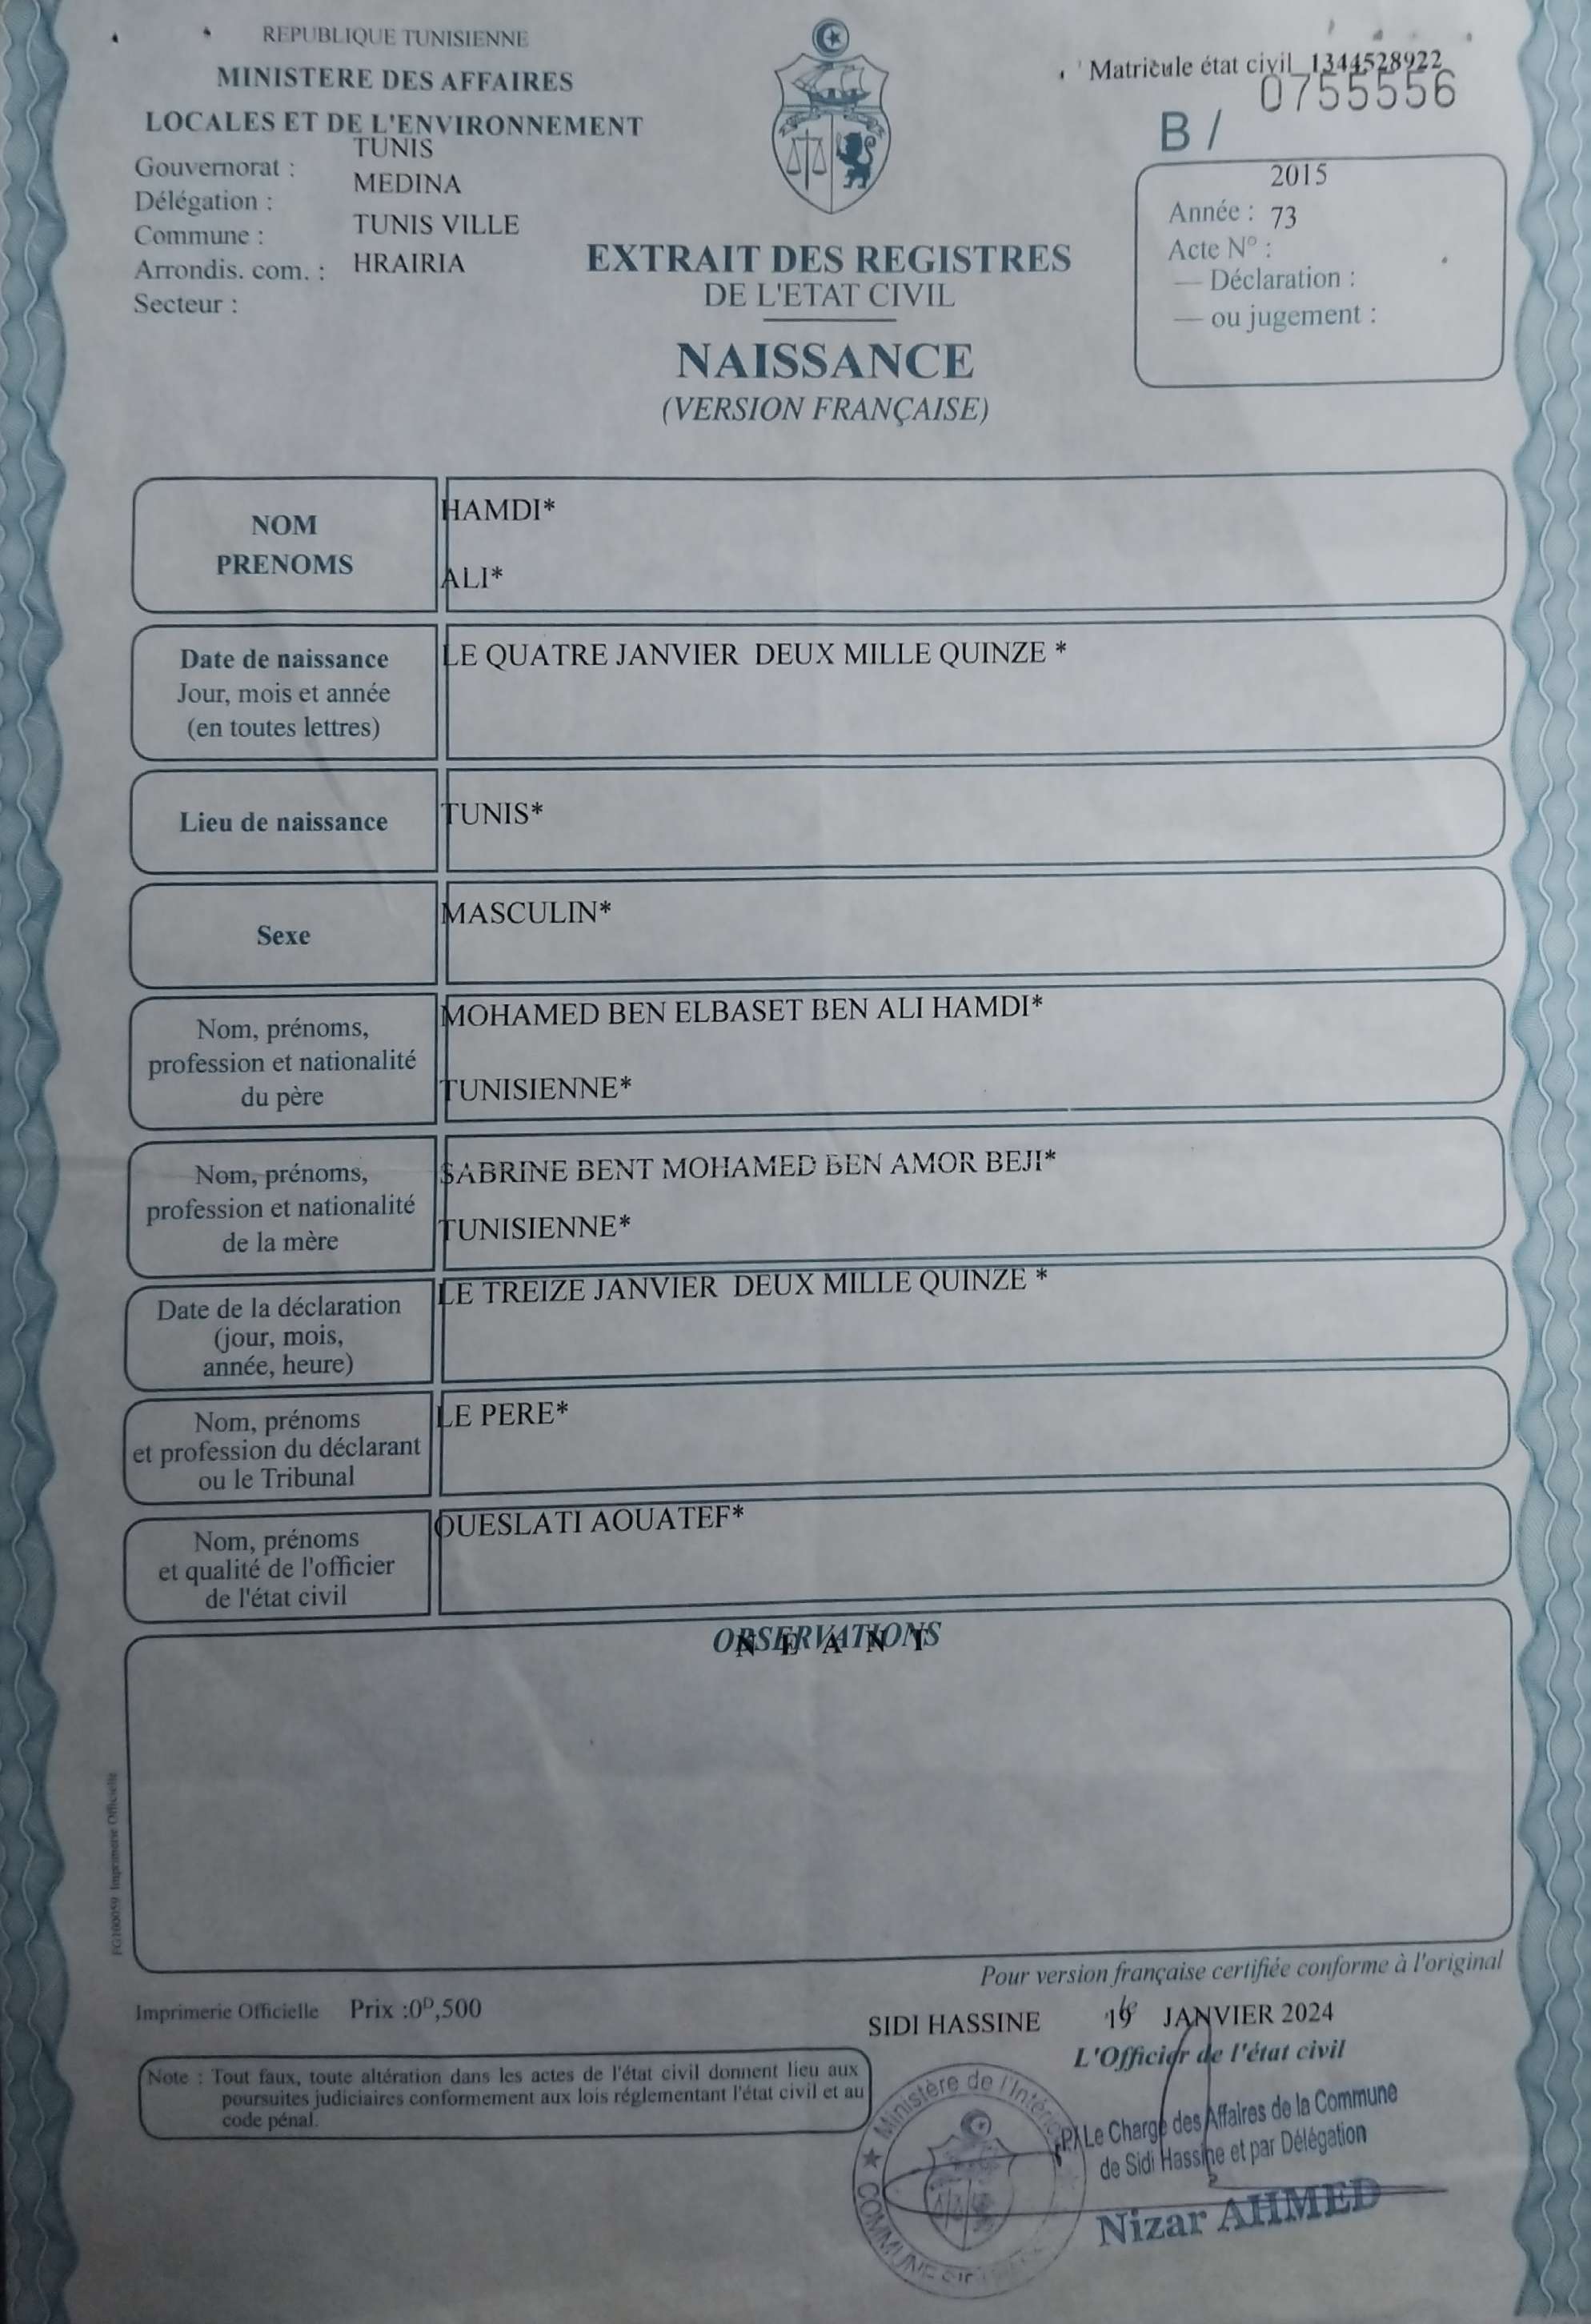 REPUBLIQUE TUNISIENNE
MINISTERE DES AFFAIRES
LOCALES ET DE L'ENVIRONNEMENT
Gouvernorat : TUNIS
Délégation : MEDINA
Commune : TUNIS VILLE
Arrondis. com. : HRAIRIA
Secteur :
Matricule état civil 1344528922
0755556
B /
2015
Année : 73
Acte N° :
— Déclaration :
— ou jugement :
EXTRAIT DES REGISTRES
DE L'ETAT CIVIL
NAISSANCE
(VERSION FRANÇAISE)
NOM HAMDI*
PRENOMS ALI*
Date de naissance LE QUATRE JANVIER DEUX MILLE QUINZE *
Jour, mois et année
(en toutes lettres)
Lieu de naissance TUNIS*
Sexe MASCULIN*
Nom, prénoms, MOHAMED BEN ELBASET BEN ALI HAMDI*
profession et nationalité
du père TUNISIENNE*
Nom, prénoms, SABRINE BENT MOHAMED BEN AMOR BEJI*
profession et nationalité
de la mère TUNISIENNE*
Date de la déclaration LE TREIZE JANVIER DEUX MILLE QUINZE *
(jour, mois,
année, heure)
Nom, prénoms LE PERE*
et profession du déclarant
ou le Tribunal
Nom, prénoms OUESLATI AOUATEF*
et qualité de l'officier
de l'état civil
OBSERVATIONS
N E A N T
FG100059 Imprimerie Officielle
Pour version française certifiée conforme à l'original
Imprimerie Officielle Prix :0ᴰ,500
SIDI HASSINE le 19 JANVIER 2024
L'Officier de l'état civil
Note : Tout faux, toute altération dans les actes de l'état civil donnent lieu aux
poursuites judiciaires conformement aux lois réglementant l'état civil et au
code pénal.
Ministère de l'Intérieur
COMMUNE
P/ Le Chargé des Affaires de la Commune
de Sidi Hassine et par Délégation
Nizar AHMED